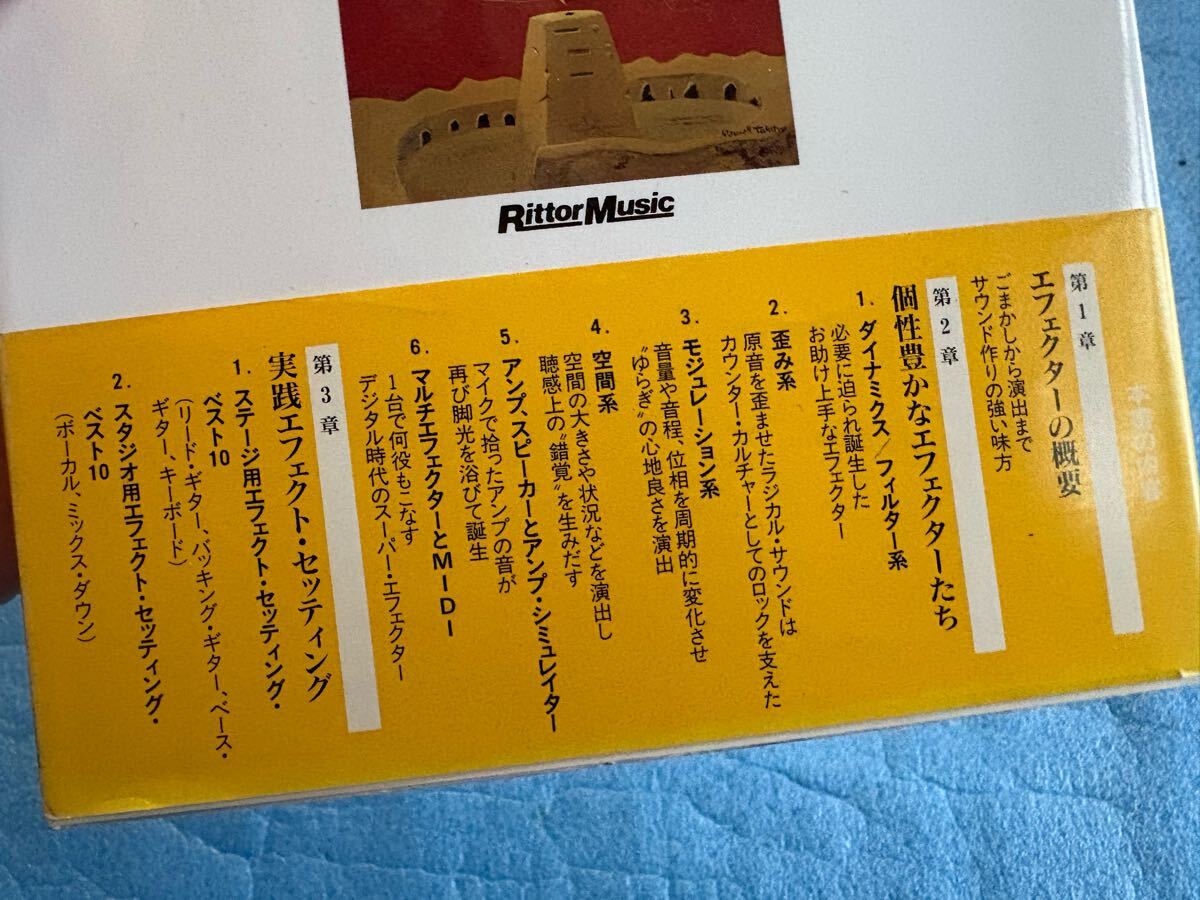 RittorMusic
第1章
エフェクターの概要
ごまかしから演出まで
サウンド作りの強い味方
第2章
個性豊かなエフェクターたち
1. ダイナミクス／フィルター系
必要に迫られ誕生した
お助け上手なエフェクター
2. 歪み系
原音を歪ませたラジカル・サウンドは
カウンター・カルチャーとしてのロックを支えた
3. モジュレーション系
音量や音程、位相を周期的に変化させ
“ゆらぎ”の心地良さを演出
4. 空間系
空間の大きさや状況などを演出し
聴感上の“錯覚”を生みだす
5. アンプ、スピーカーとアンプ・シミュレイター
マイクで拾ったアンプの音が
再び脚光を浴びて誕生
6. マルチエフェクターとMIDI
1台で何役もこなす
デジタル時代のスーパー・エフェクター
第3章
実践エフェクト・セッティング
1. ステージ用エフェクト・セッティング・
ベスト10
（リード・ギター、バッキング・ギター、ベース・
ギター、キーボード）
2. スタジオ用エフェクト・セッティング・
ベスト10
（ボーカル、ミックス・ダウン）